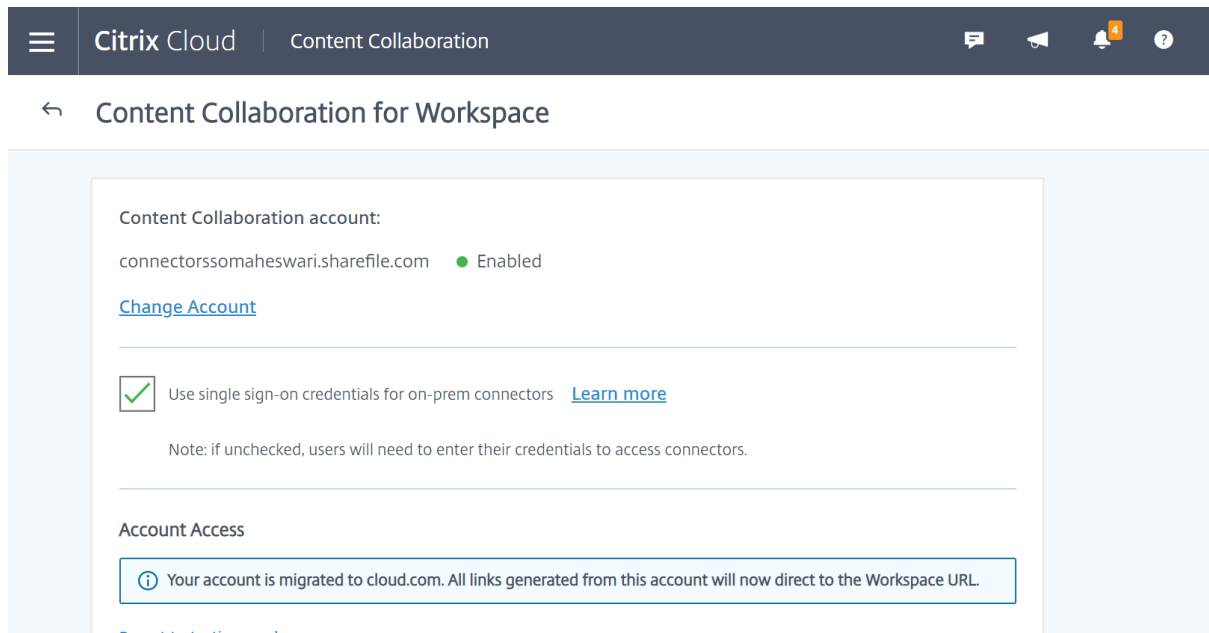 Citrix Cloud Content Collaboration 4 ?
Content Collaboration for Workspace
Content Collaboration account:
connectorssomaheswari.sharefile.com Enabled
Change Account
Use single sign-on credentials for on-prem connectors Learn more
Note: if unchecked, users will need to enter their credentials to access connectors.
Account Access
Your account is migrated to cloud.com. All links generated from this account will now direct to the Workspace URL.